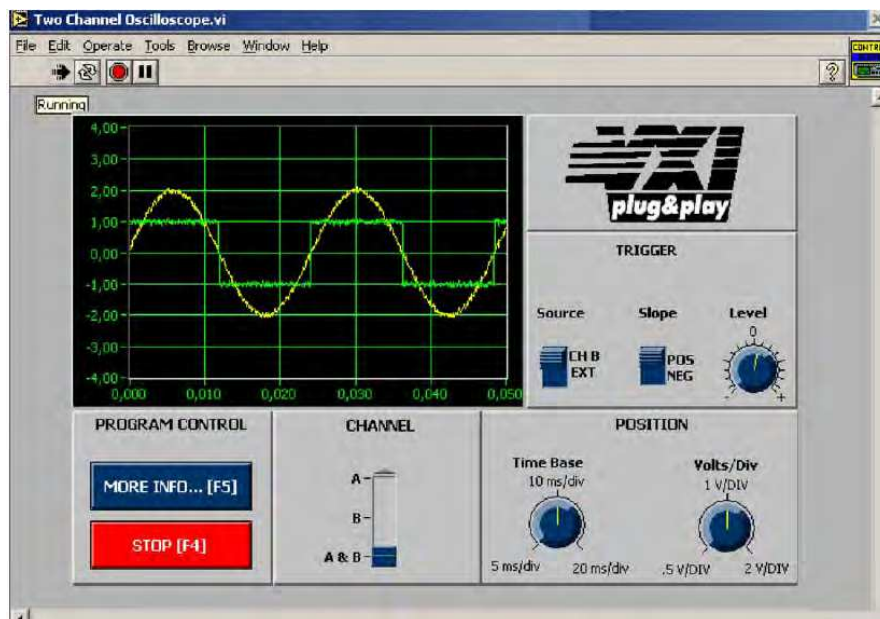 Two Channel Oscilloscope.vi
File Edit Operate Tools Browse Window Help
?
Running
4,00
3,00
2,00
1,00
0,00
-1,00
-2,00
-3,00
-4,00
0,000 0,010 0,020 0,030 0,040 0,050
VXI
plug&play
TRIGGER
Source Slope Level
0
CH B POS
EXT NEG
- +
PROGRAM CONTROL
MORE INFO... [F5]
STOP [F4]
CHANNEL
A
B
A & B
POSITION
Time Base Volts/Div
10 ms/div 1 V/DIV
5 ms/div 20 ms/div .5 V/DIV 2 V/DIV